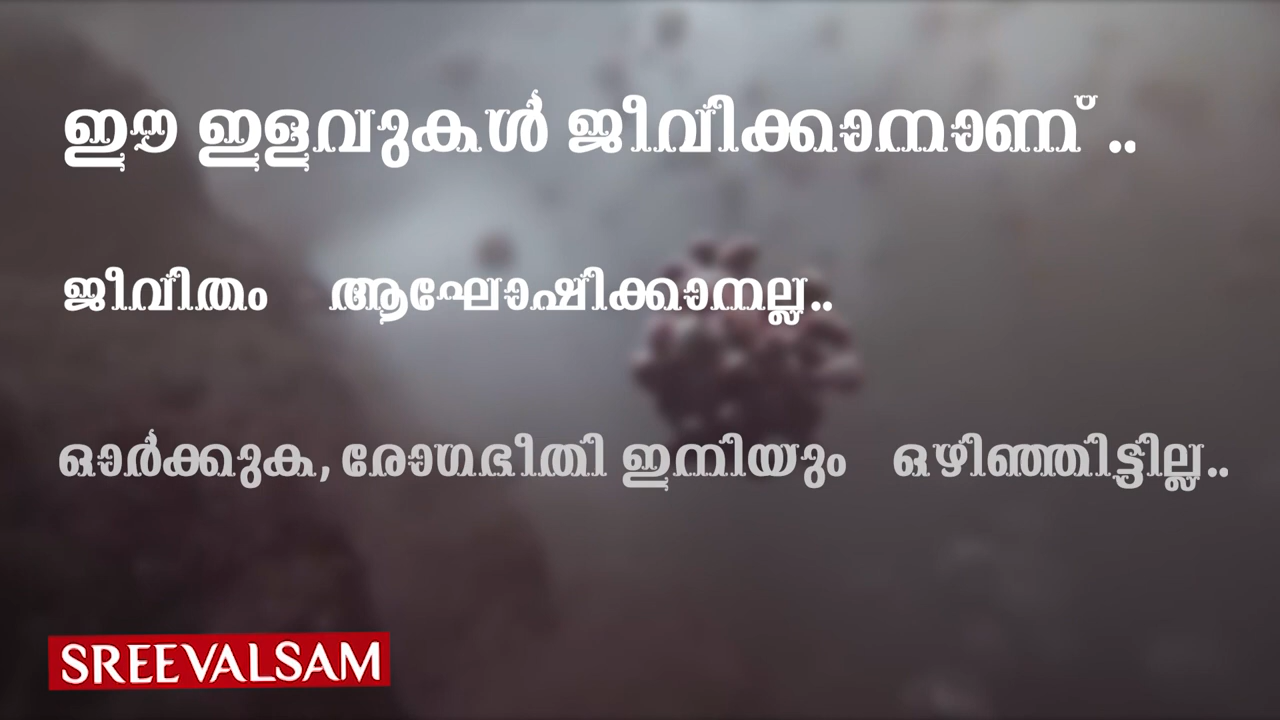 ഈ ഇളവുകൾ ജീവിക്കാനാണ് ..
ജീവിതം ആഘോഷിക്കാനല്ല..
ഓർക്കുക, രോഗഭീതി ഇനിയും ഒഴിഞ്ഞിട്ടില്ല..
SREEVALSAM